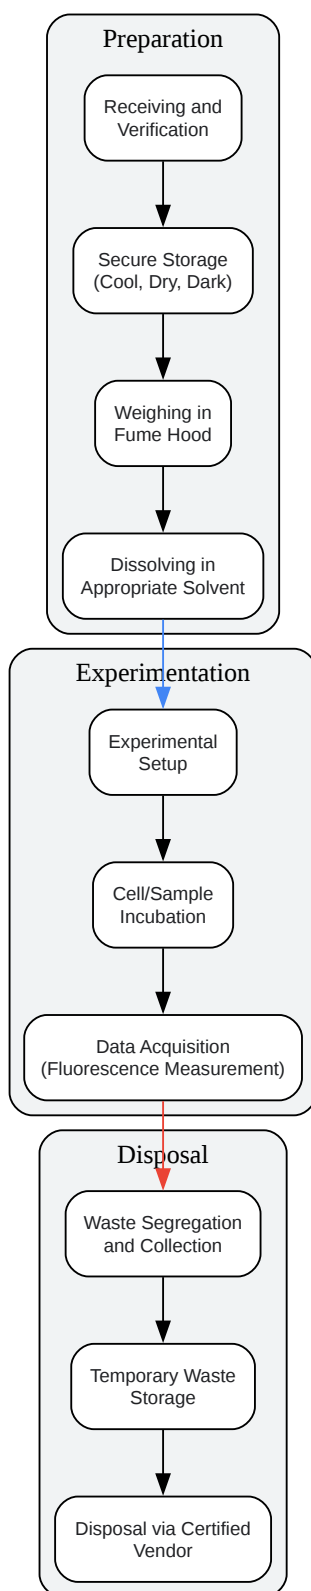 Preparation
Receiving and
Verification
Secure Storage
(Cool, Dry, Dark)
Weighing in
Fume Hood
Dissolving in
Appropriate Solvent
Experimentation
Experimental
Setup
Cell/Sample
Incubation
Data Acquisition
(Fluorescence Measurement)
Disposal
Waste Segregation
and Collection
Temporary Waste
Storage
Disposal via Certified
Vendor